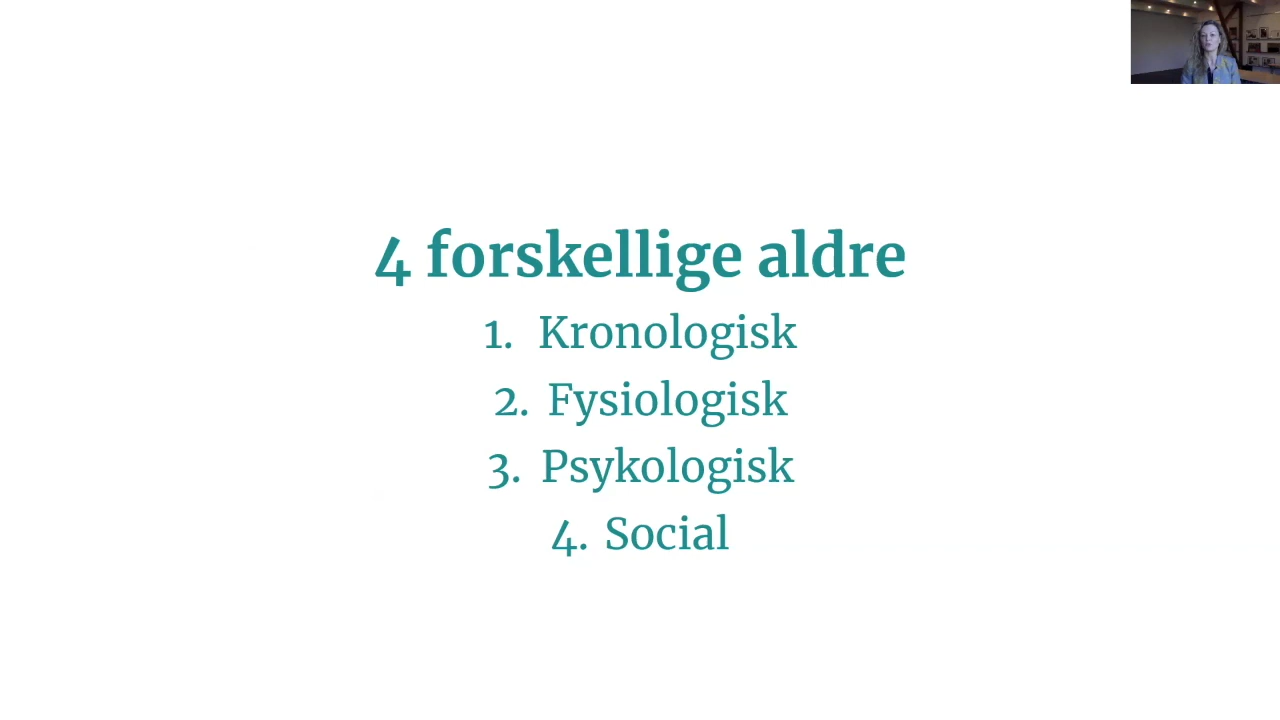 4 forskellige aldre
1. Kronologisk
2. Fysiologisk
3. Psykologisk
4. Social